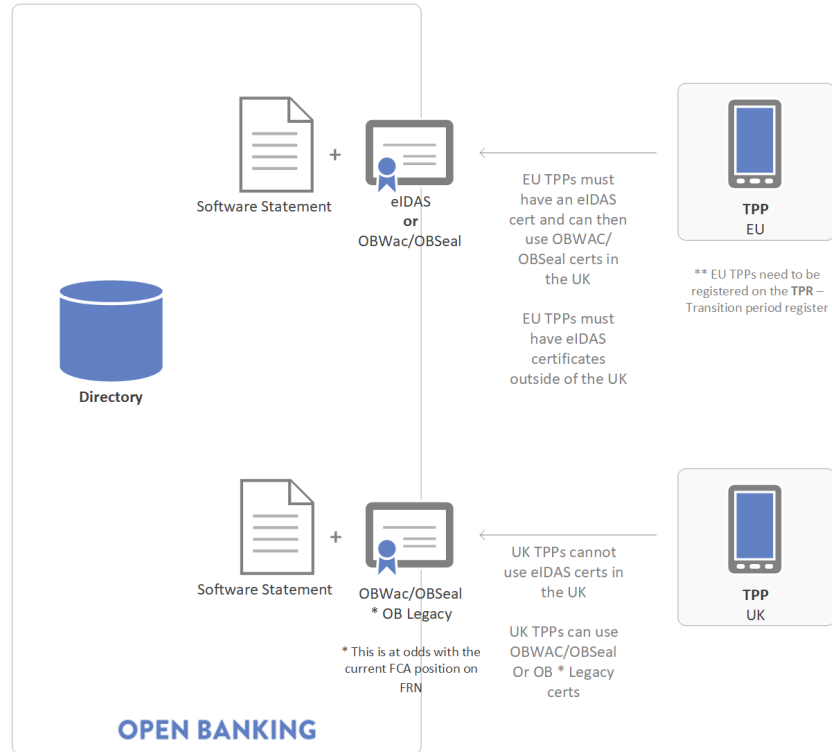 +
Software Statement
eIDAS
or
OBWac/OBSeal
EU TPPs must
have an eIDAS
cert and can then
use OBWAC/
OBSeal certs in
the UK
EU TPPs must
have eIDAS
certificates
outside of the UK
TPP
EU
** EU TPPs need to be
registered on the TPR –
Transition period register
Directory
+
Software Statement
OBWac/OBSeal
* OB Legacy
* This is at odds with the
current FCA position on
FRN
UK TPPs cannot
use eIDAS certs in
the UK
UK TPPs can use
OBWAC/OBSeal
Or OB * Legacy
certs
TPP
UK
OPEN BANKING